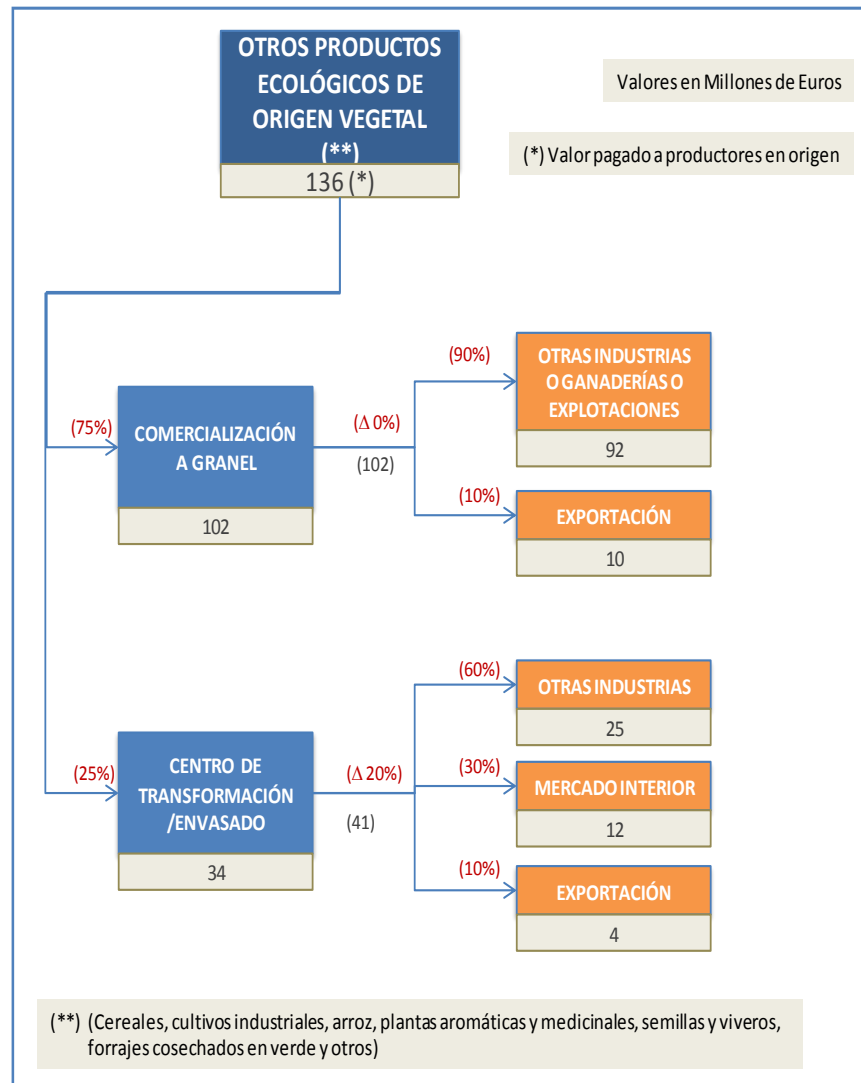 OTROS PRODUCTOS
ECOLÓGICOS DE
ORIGEN VEGETAL
(**)
136 (*)
Valores en Millones de Euros
(*) Valor pagado a productores en origen
(75%)
COMERCIALIZACIÓN
A GRANEL
102
(Δ 0%)
(102)
(90%)
OTRAS INDUSTRIAS
O GANADERÍAS O
EXPLOTACIONES
92
(10%)
EXPORTACIÓN
10
(25%)
CENTRO DE
TRANSFORMACIÓN
/ENVASADO
34
(Δ 20%)
(41)
(60%)
OTRAS INDUSTRIAS
25
(30%)
MERCADO INTERIOR
12
(10%)
EXPORTACIÓN
4
(**) (Cereales, cultivos industriales, arroz, plantas aromáticas y medicinales, semillas y viveros,
forrajes cosechados en verde y otros)